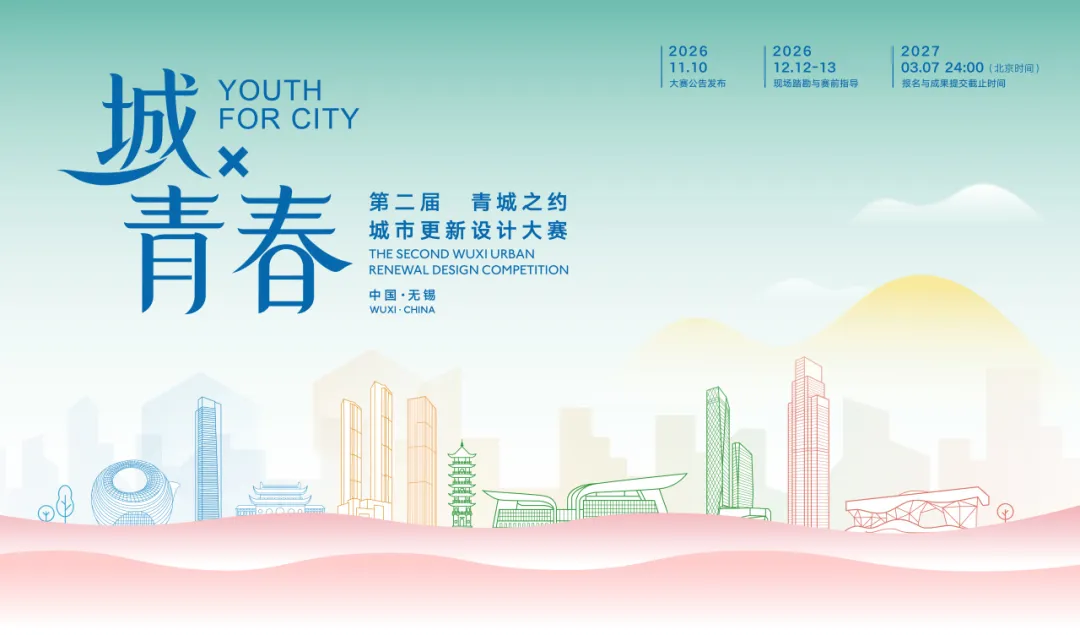 城
YOUTH
FOR CITY
×
青春
第二届 青城之约
城市更新设计大赛
THE SECOND WUXI URBAN
RENEWAL DESIGN COMPETITION
中国·无锡
WUXI·CHINA
2026
11.10
大赛公告发布
2026
12.12-13
现场踏勘与赛前指导
2027
03.07 24:00（北京时间）
报名与成果提交截止时间